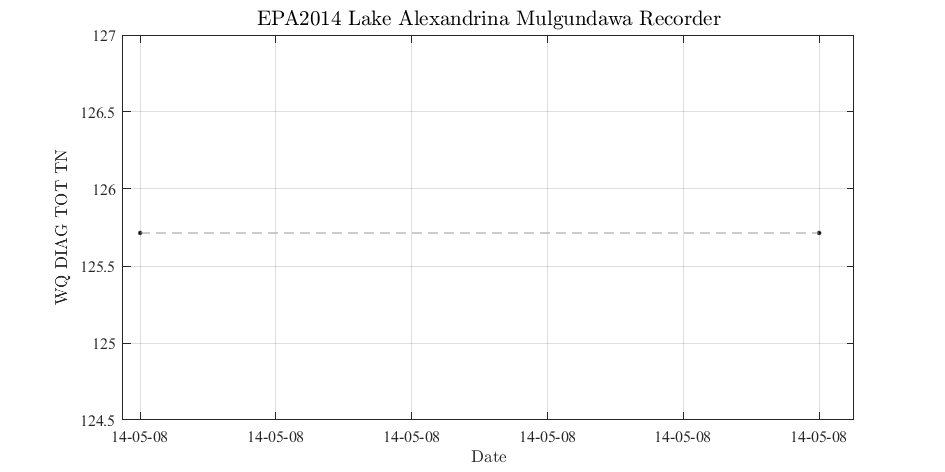 EPA2014 Lake Alexandrina Mulgundawa Recorder
127
126.5
126
125.5
125
124.5
WQ DIAG TOT TN
14-05-08 14-05-08 14-05-08 14-05-08 14-05-08 14-05-08
Date